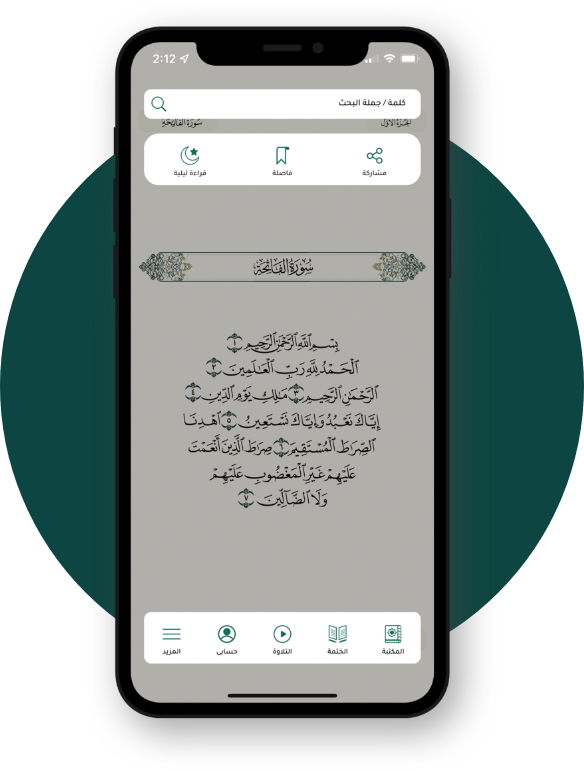 2:12
كلمة / جملة البحث
الجزء الأول
سورة الفاتحة
مشاركة
فاصلة
قراءة ليلية
سُورَةُ الفَاتِحَةِ
بِسْمِ ٱللَّهِ ٱلرَّحْمَٰنِ ٱلرَّحِيمِ ١
ٱلْحَمْدُ لِلَّهِ رَبِّ ٱلْعَٰلَمِينَ ٢
ٱلرَّحْمَٰنِ ٱلرَّحِيمِ ٣ مَٰلِكِ يَوْمِ ٱلدِّينِ ٤
إِيَّاكَ نَعْبُدُ وَإِيَّاكَ نَسْتَعِينُ ٥ ٱهْدِنَا
ٱلصِّرَٰطَ ٱلْمُسْتَقِيمَ ٦ صِرَٰطَ ٱلَّذِينَ أَنْعَمْتَ
عَلَيْهِمْ غَيْرِ ٱلْمَغْضُوبِ عَلَيْهِمْ
وَلَا ٱلضَّآلِّينَ ٧
المكتبة
الختمة
التلاوة
حسابى
المزيد